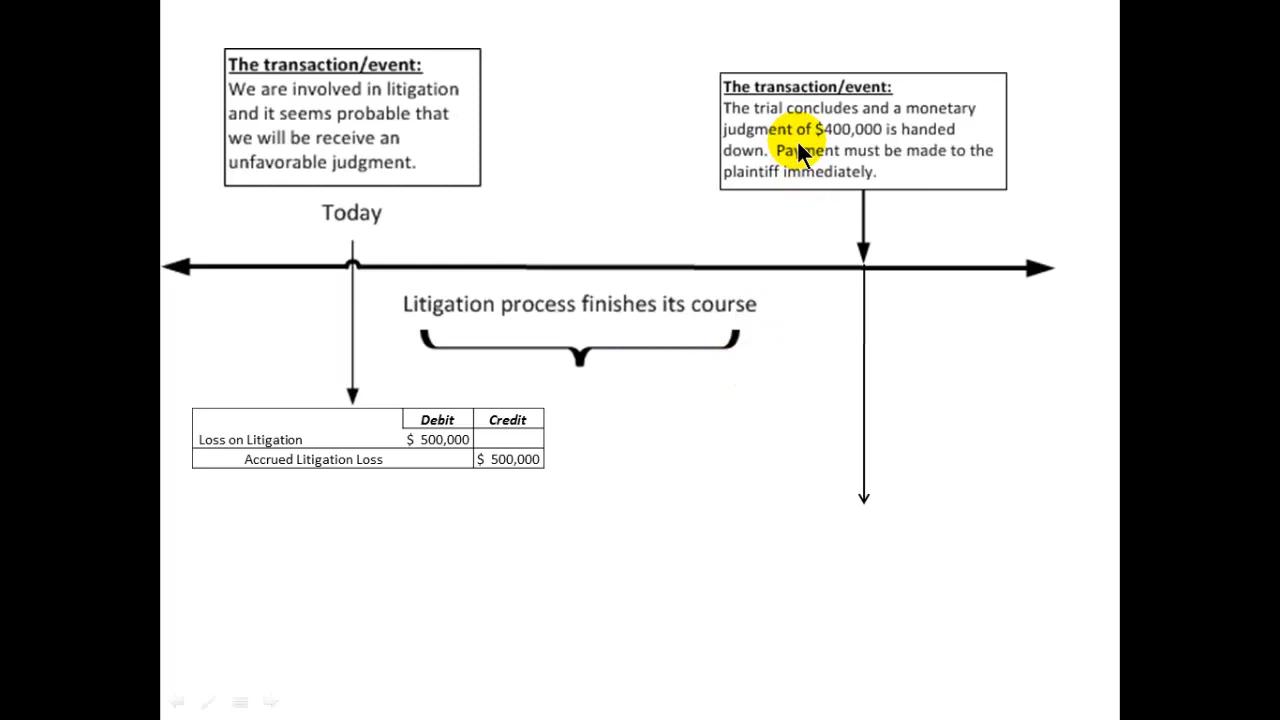 The transaction/event:
We are involved in litigation
and it seems probable that
we will be receive an
unfavorable judgment.
The transaction/event:
The trial concludes and a monetary
judgment of $400,000 is handed
down. Payment must be made to the
plaintiff immediately.
Today
Litigation process finishes its course
Debit Credit
Loss on Litigation $ 500,000
Accrued Litigation Loss $ 500,000